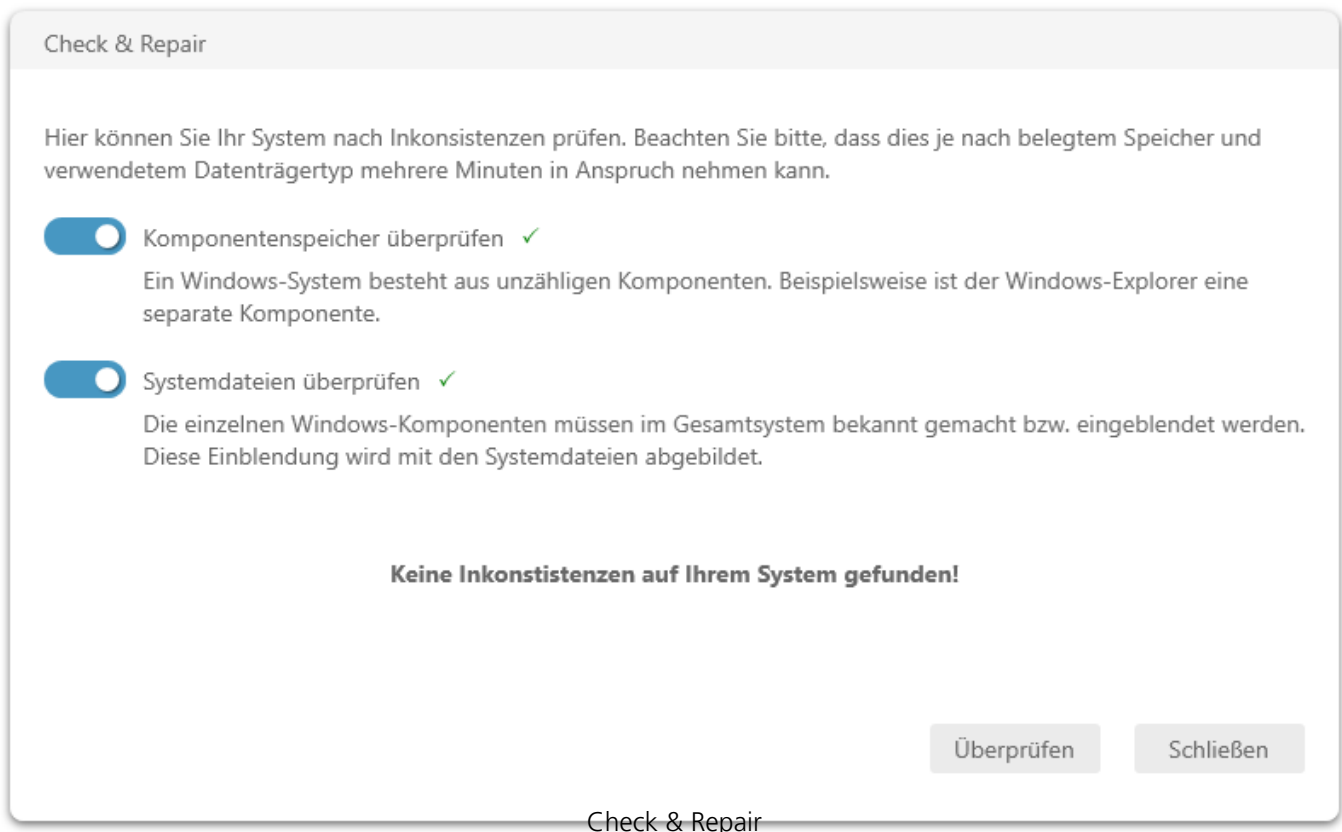 Check & Repair
Hier können Sie Ihr System nach Inkonsistenzen prüfen. Beachten Sie bitte, dass dies je nach belegtem Speicher und
verwendetem Datenträgertyp mehrere Minuten in Anspruch nehmen kann.
Komponentenspeicher überprüfen ✓
Ein Windows-System besteht aus unzähligen Komponenten. Beispielsweise ist der Windows-Explorer eine
separate Komponente.
Systemdateien überprüfen ✓
Die einzelnen Windows-Komponenten müssen im Gesamtsystem bekannt gemacht bzw. eingeblendet werden.
Diese Einblendung wird mit den Systemdateien abgebildet.
Keine Inkonstistenzen auf Ihrem System gefunden!
Überprüfen Schließen
Check & Repair